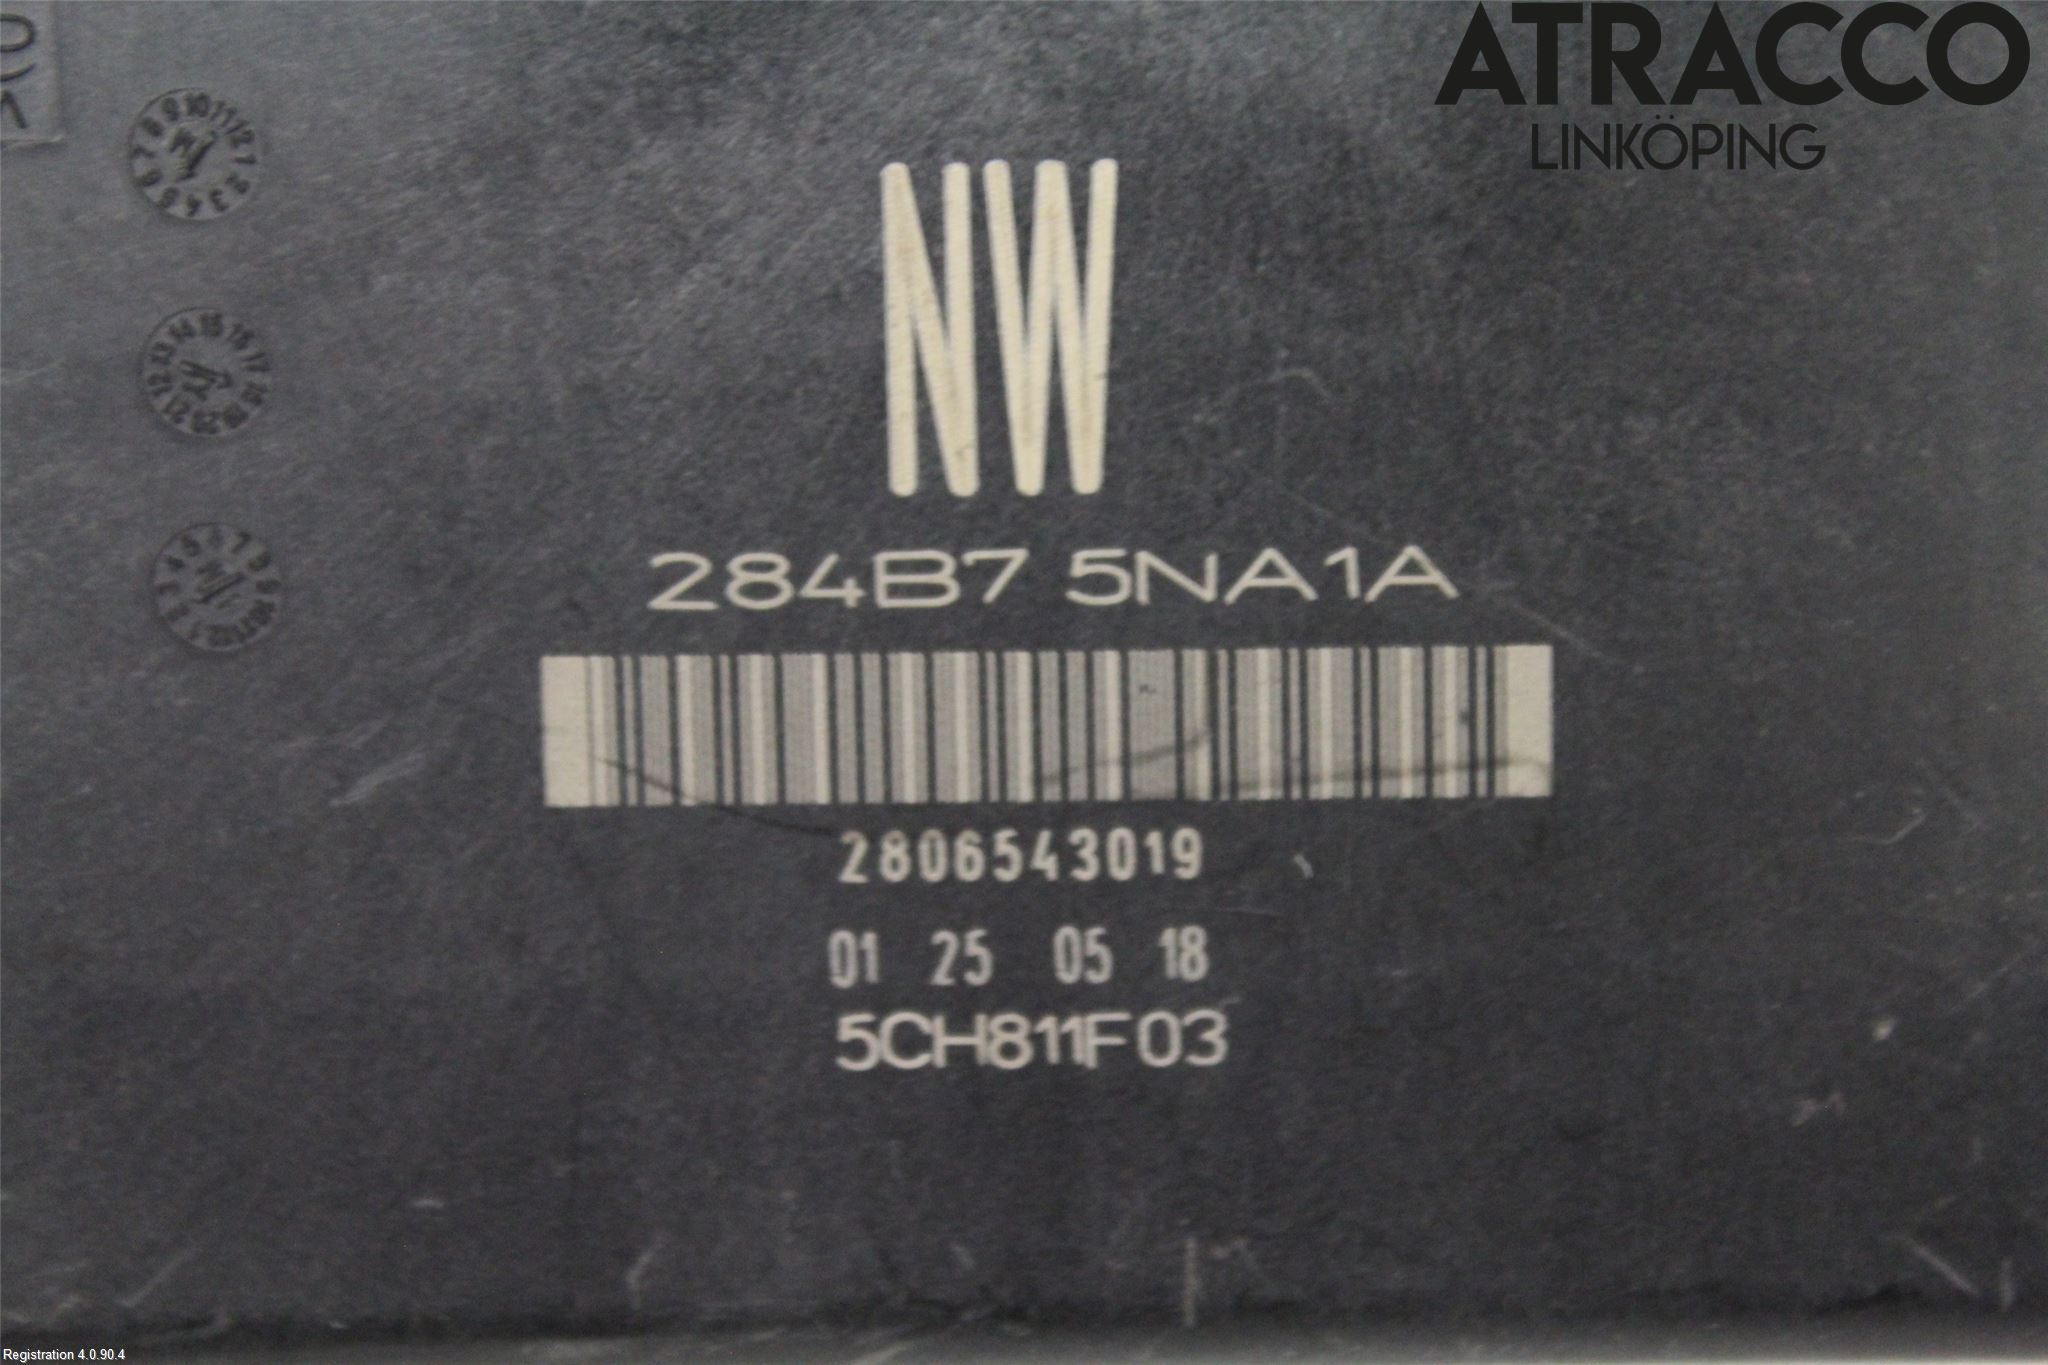 ATRACCO
LINKÖPING
NW
284B7 5NA1A
2806543019
01 25 05 18
5CH811F03
Registration 4.0.90.4